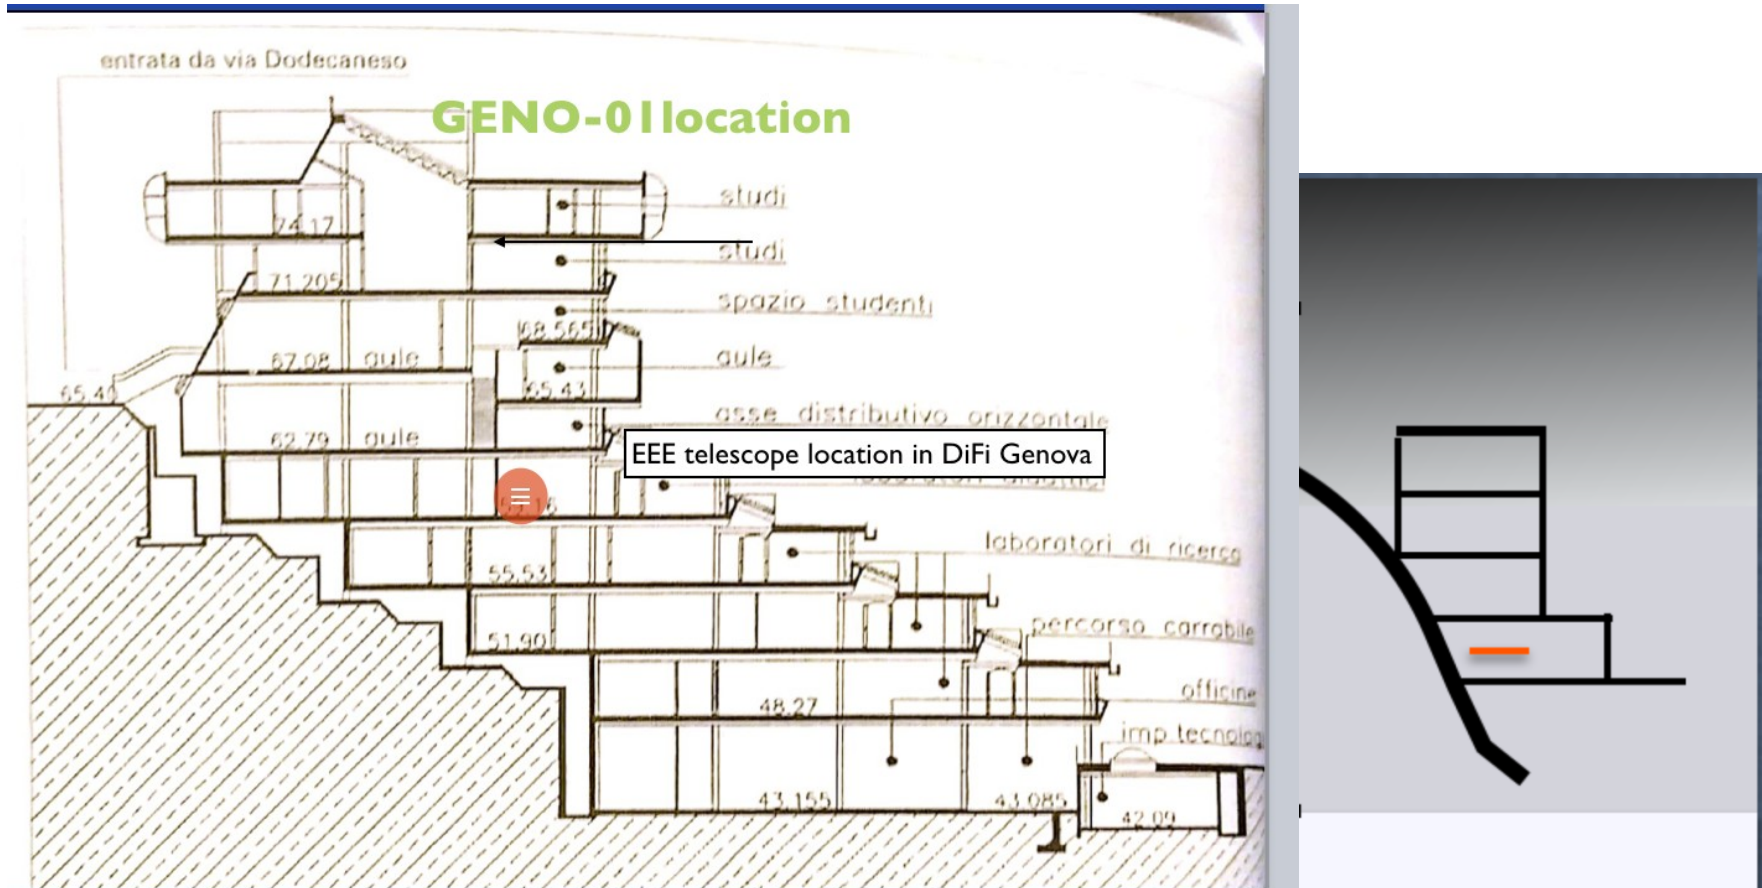 entrata da via Dodecaneso
GENO-01location
studi
74.17
studi
71.205
spazio studenti
68.565
67.08 aule
aule
65.43
65.40
asse distributivo orizzontale
62.79 aule
EEE telescope location in DiFi Genova
laboratori di ricerca
55.53
percorso carrabile
51.90
officine
48.27
imp tecnolog
43.155
43.085
42.09